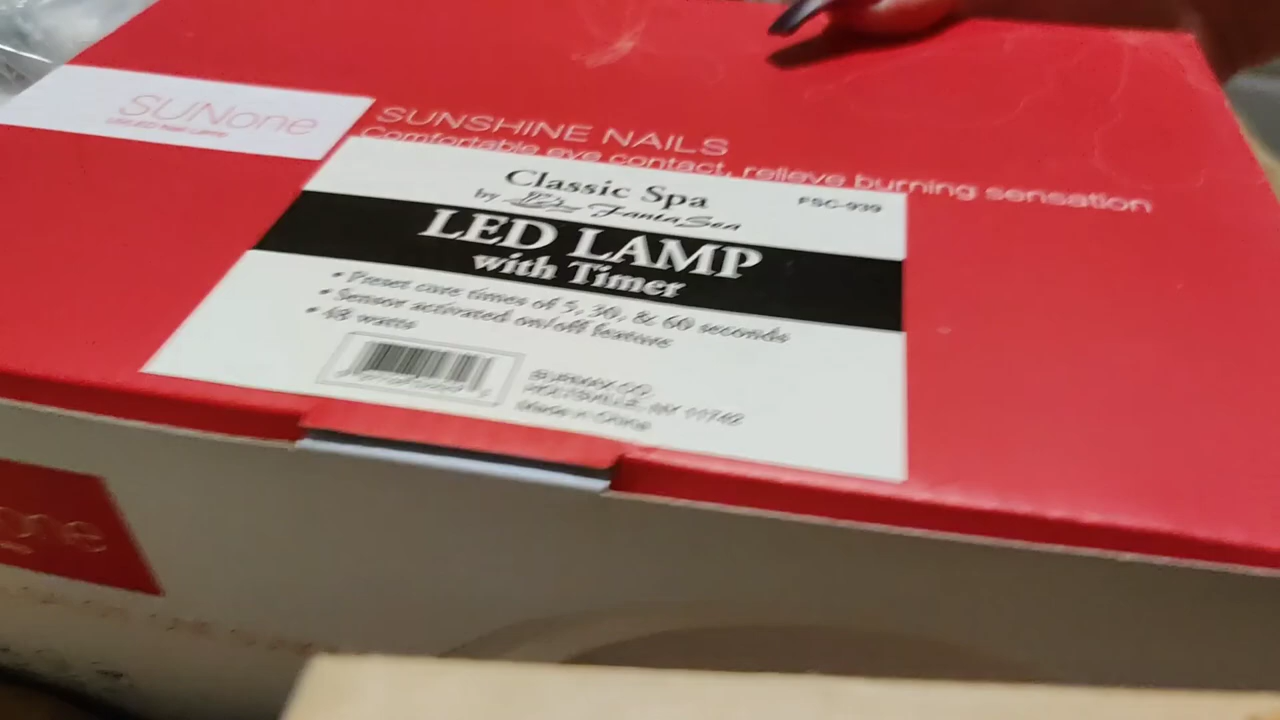 SUNone
SUNSHINE NAILS
Comfortable eye contact, relieve burning sensation
Classic Spa
by FantaSea
FSC-939
LED LAMP
with Timer
• Preset cure times of 5, 30, & 60 seconds
• Sensor activated on/off feature
• 48 watts
Made in China
one